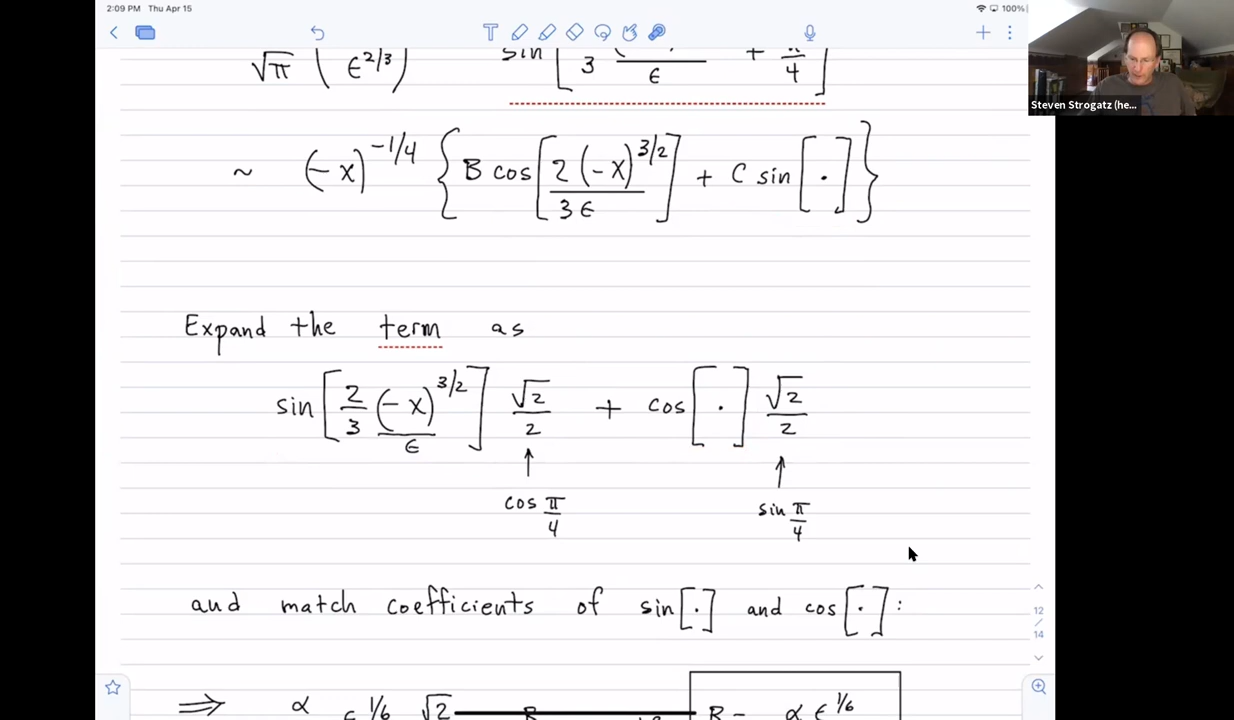 2:09 PM Thu Apr 15
100%
√π ( ε^{2/3} ) sin [ 3 ε + π/4 ]
~ (-x)^{-1/4} { B cos [ 2 (-x)^{3/2} / 3 ε ] + C sin [ · ] }
Expand the term as
sin [ 2/3 (-x)^{3/2} / ε ] √2/2 + cos [ · ] √2/2
↑ ↑
cos π/4 sin π/4
and match coefficients of sin [ · ] and cos [ · ] :
⇒ α ε^{1/6} √2 B B = α ε^{1/6}
12
/
14
Steven Strogatz (he...